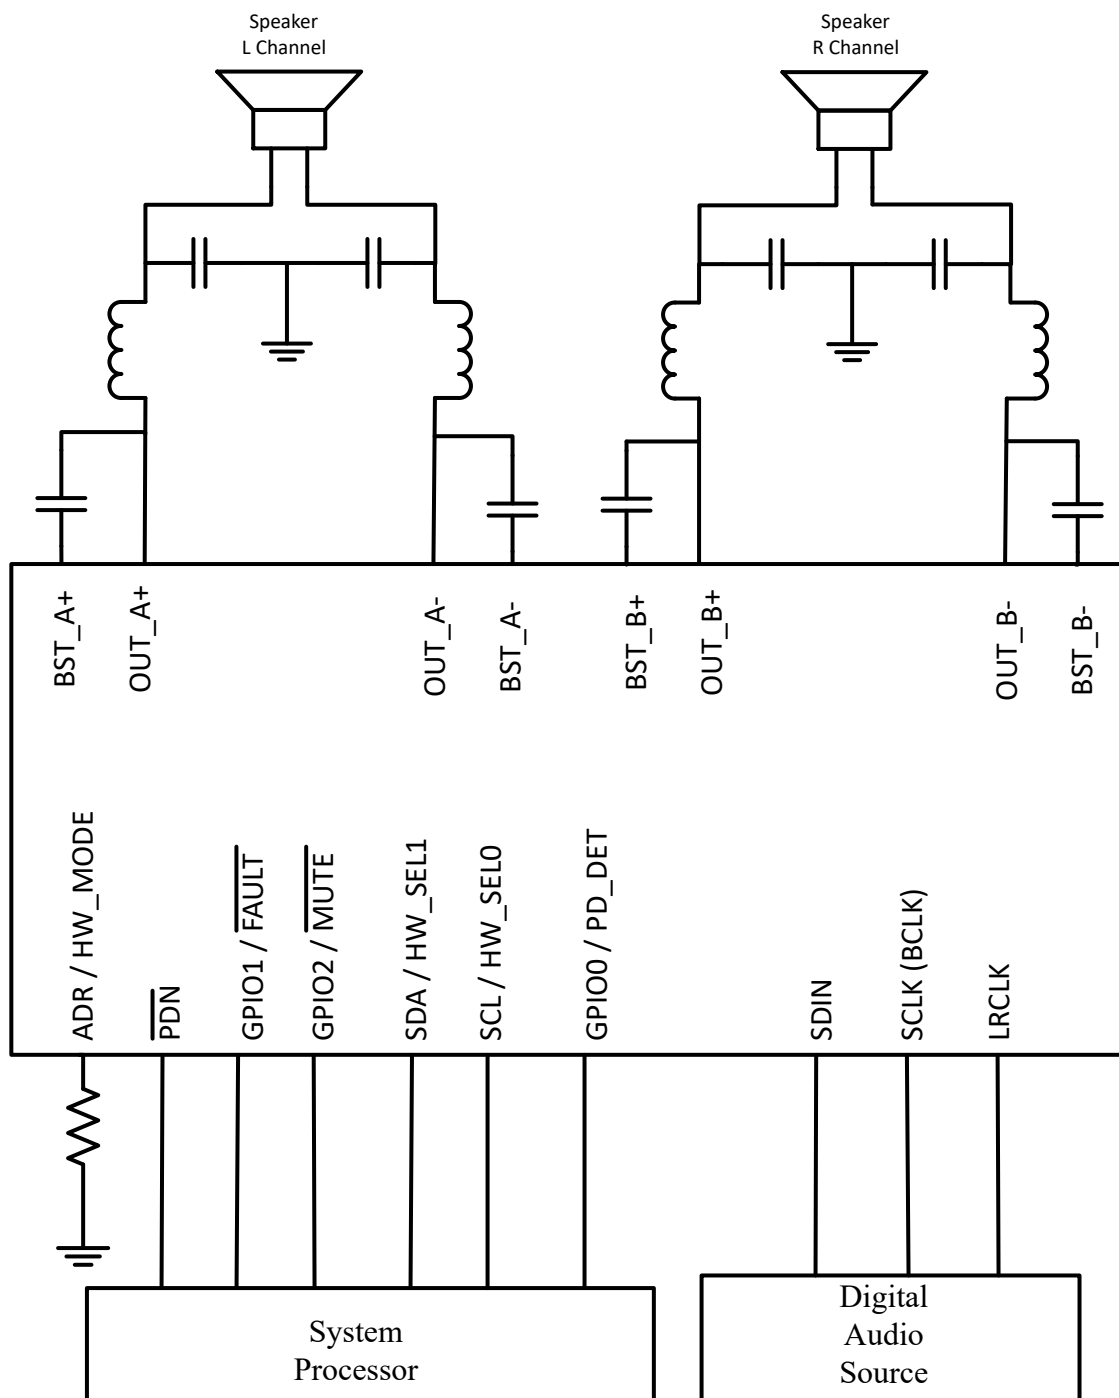 Speaker
L Channel
Speaker
R Channel
BST_A+
OUT_A+
OUT_A-
BST_A-
BST_B+
OUT_B+
OUT_B-
BST_B-
ADR / HW_MODE
PDN
GPIO1 / FAULT
GPIO2 / MUTE
SDA / HW_SEL1
SCL / HW_SEL0
GPIO0 / PD_DET
SDIN
SCLK (BCLK)
LRCLK
System
Processor
Digital
Audio
Source